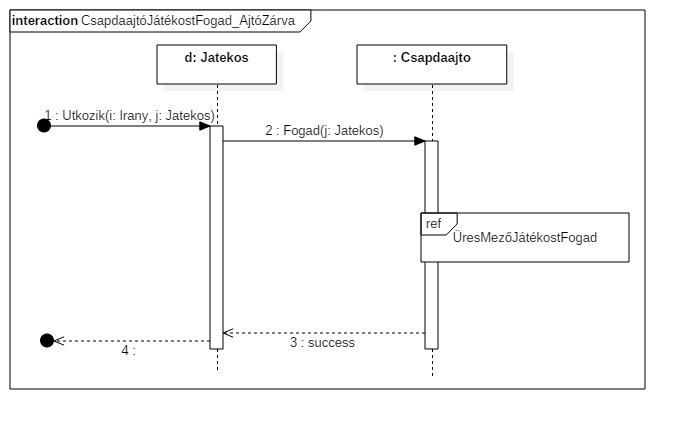 interaction CsapdaajtóJátékostFogad_AjtóZárva
d: Jatekos
: Csapdaajto
1 : Utkozik(i: Irany, j: Jatekos)
2 : Fogad(j: Jatekos)
ref
ÜresMezőJátékostFogad
3 : success
4 :